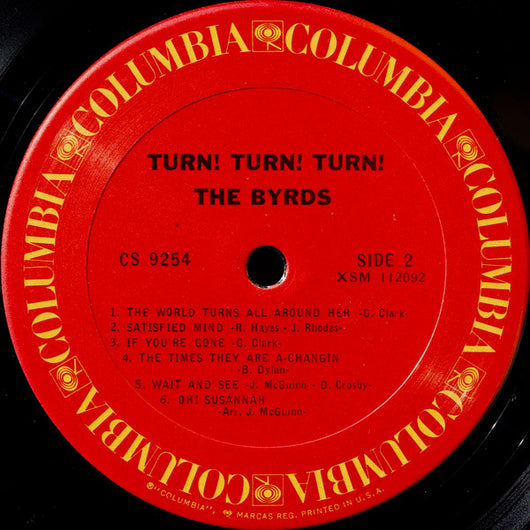 COLUMBIA COLUMBIA COLUMBIA COLUMBIA COLUMBIA COLUMBIA
TURN! TURN! TURN!
THE BYRDS
CS 9254
SIDE 2
XSM 112092
1. THE WORLD TURNS ALL AROUND HER -G. Clark-
2. SATISFIED MIND -R. Hayes - J. Rhodes-
3. IF YOU'RE GONE -G. Clark-
4. THE TIMES THEY ARE A-CHANGIN'
-B. Dylan-
5. WAIT AND SEE -J. McGuinn - D. Crosby-
6. OH! SUSANNAH
-Arr. J. McGuinn-
"COLUMBIA", MARCAS REG. PRINTED IN U.S.A.